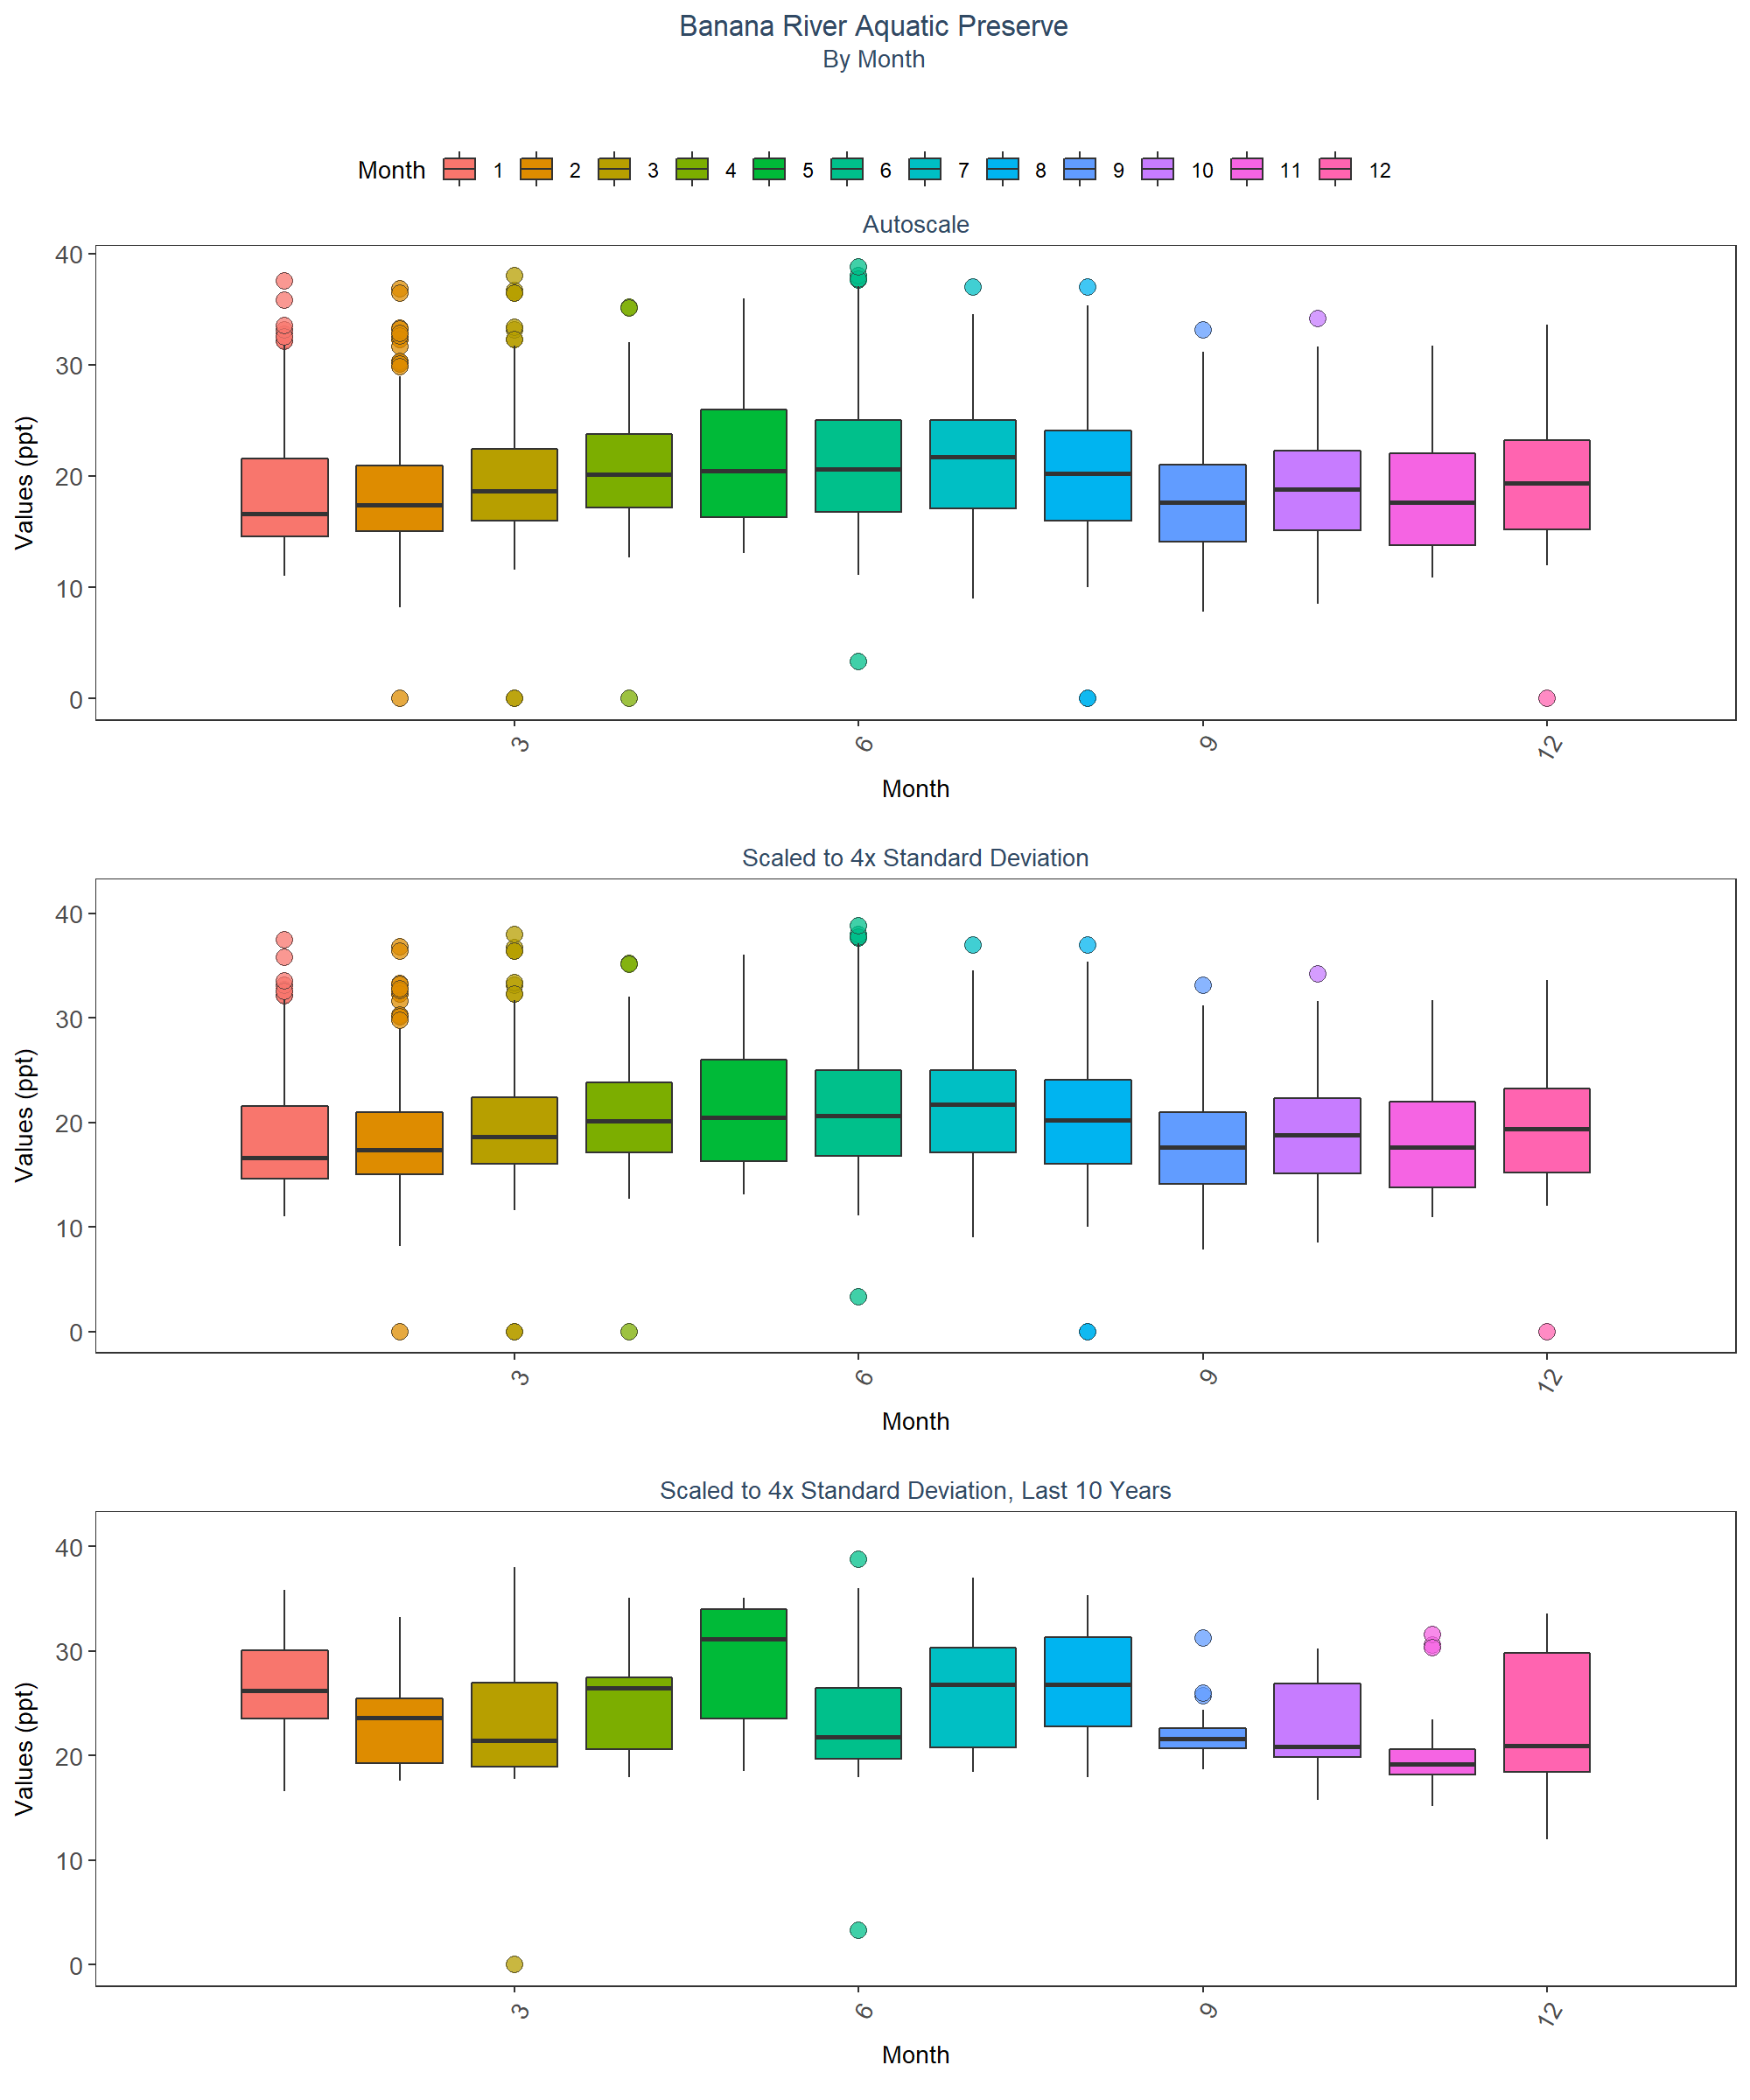 Banana River Aquatic Preserve
By Month
Month 1 2 3 4 5 6 7 8 9 10 11 12
Autoscale
Values (ppt)
40
30
20
10
0
3 6 9 12
Month
Scaled to 4x Standard Deviation
Values (ppt)
40
30
20
10
0
3 6 9 12
Month
Scaled to 4x Standard Deviation, Last 10 Years
Values (ppt)
40
30
20
10
0
3 6 9 12
Month